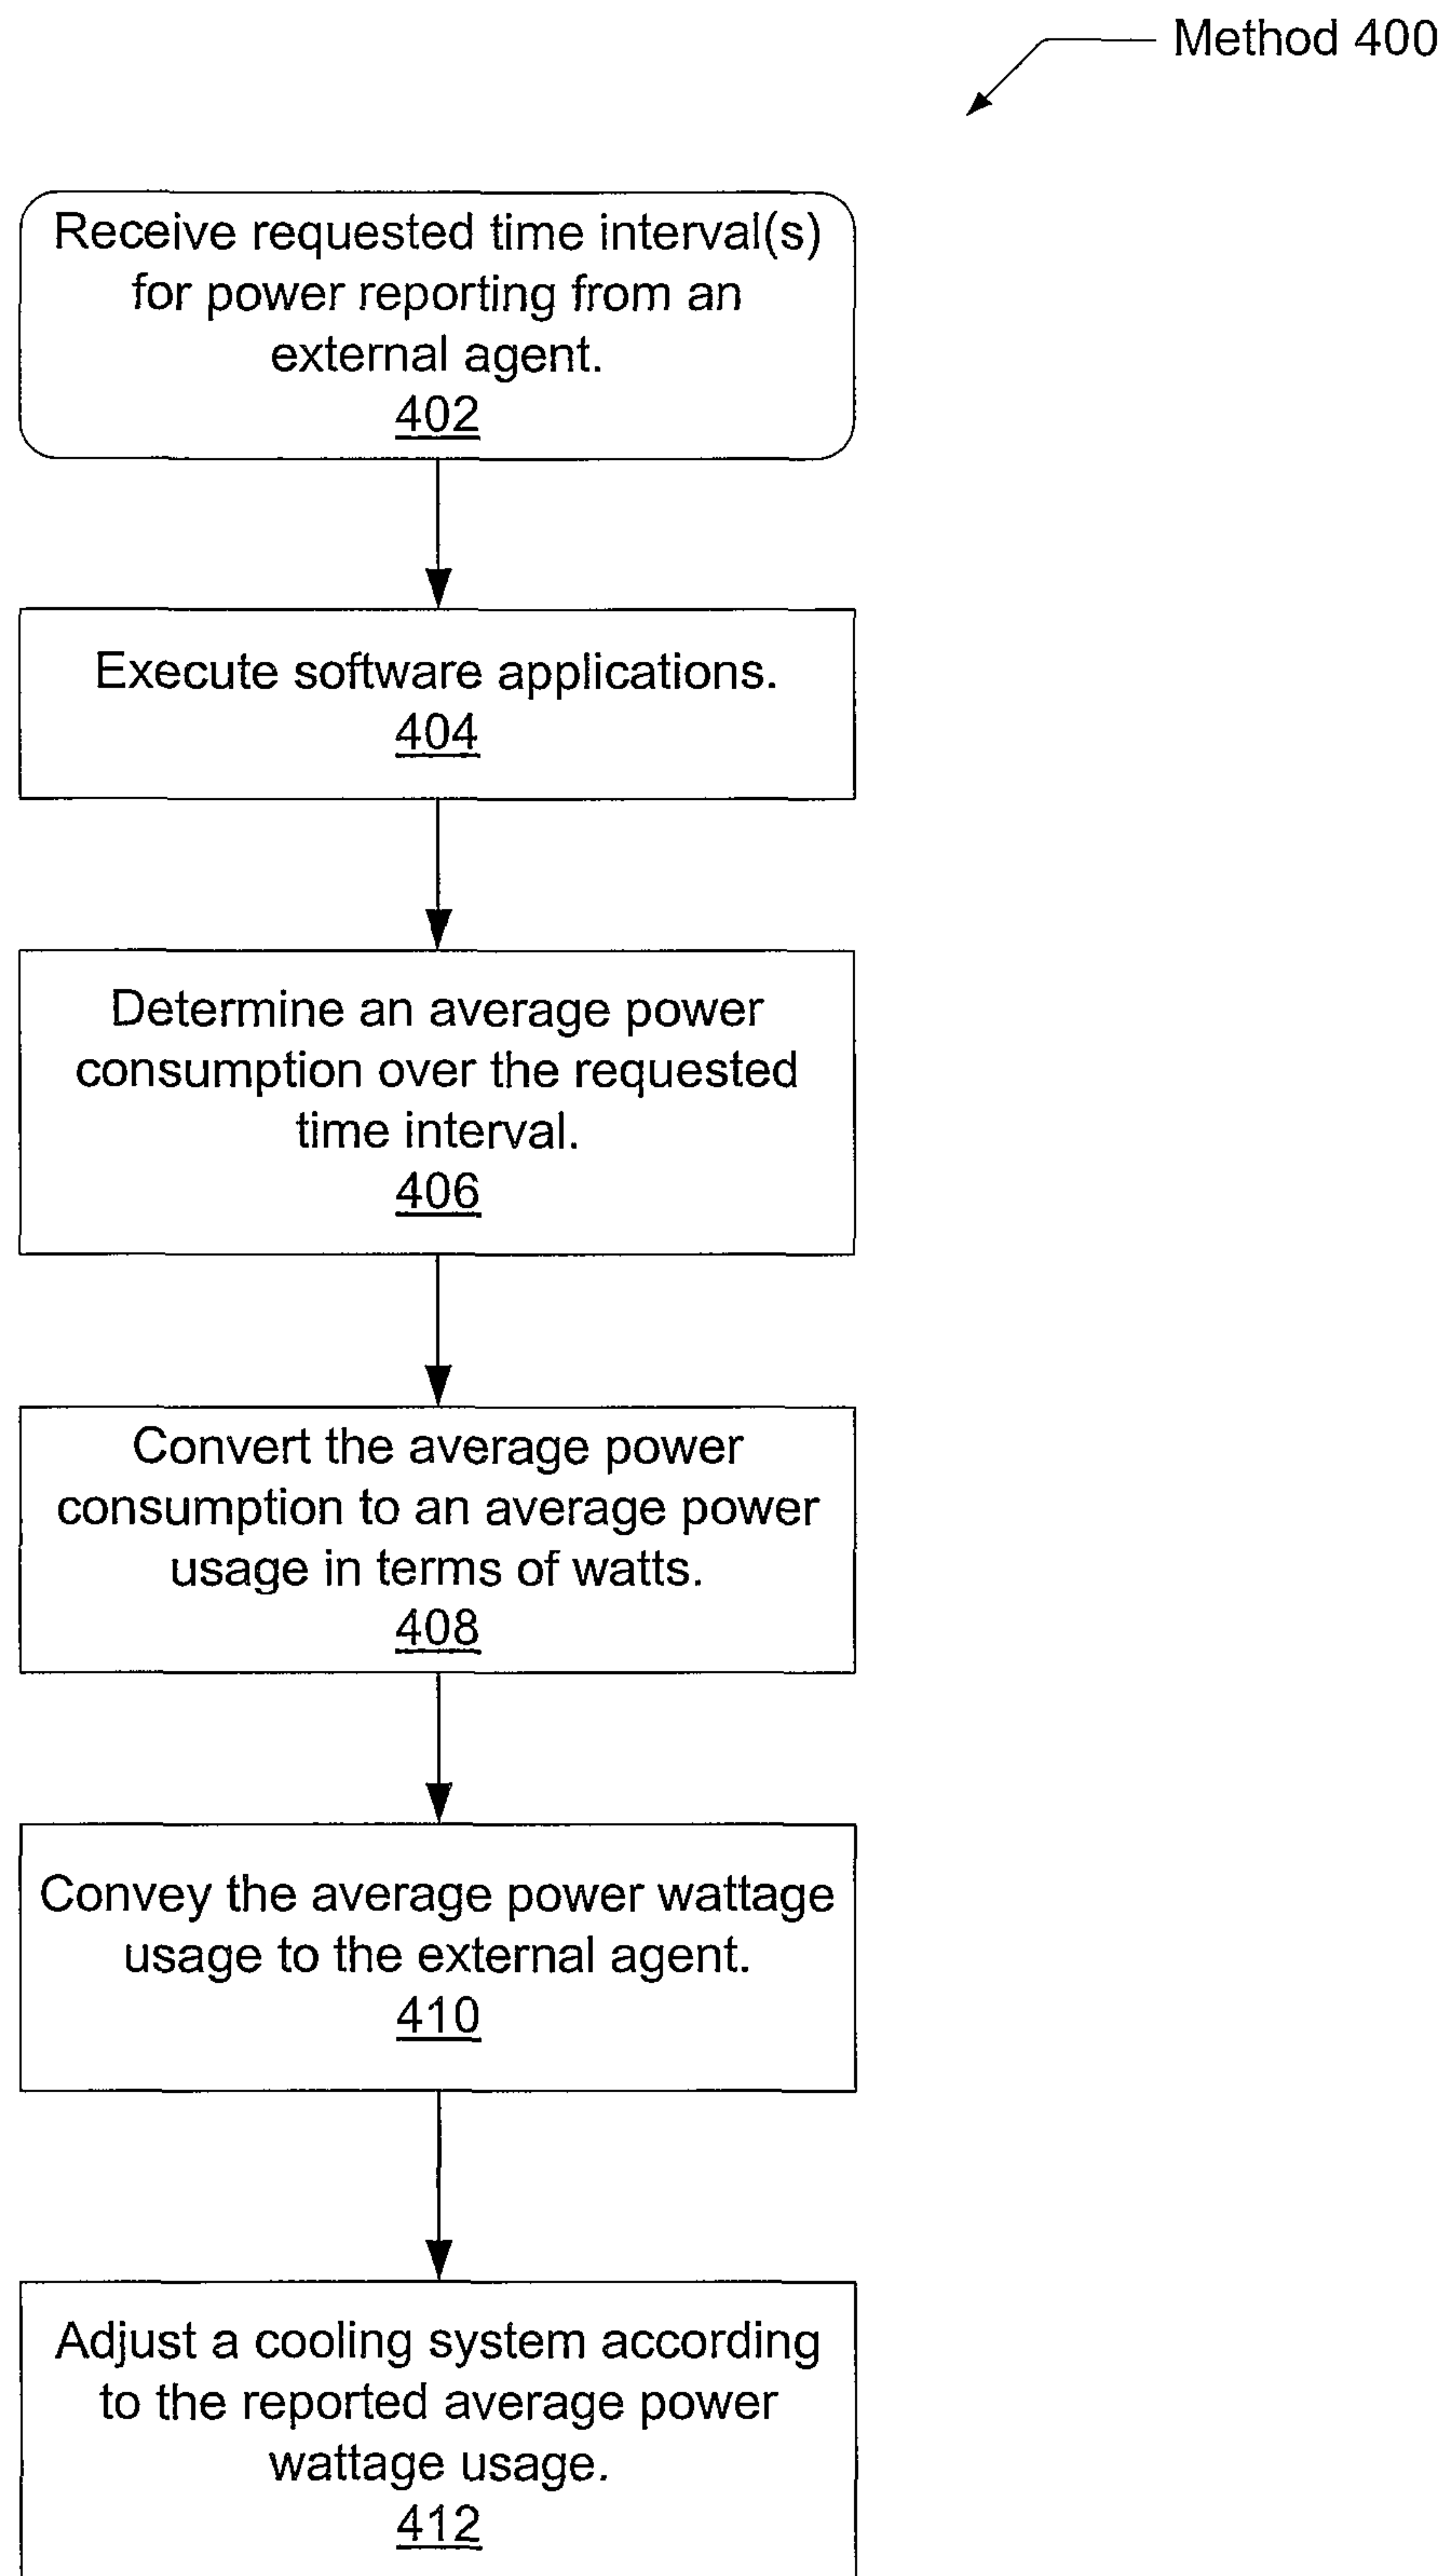 Method 400
Receive requested time interval(s)
for power reporting from an
external agent.
402
Execute software applications.
404
Determine an average power
consumption over the requested
time interval.
406
Convert the average power
consumption to an average power
usage in terms of watts.
408
Convey the average power wattage
usage to the external agent.
410
Adjust a cooling system according
to the reported average power
wattage usage.
412